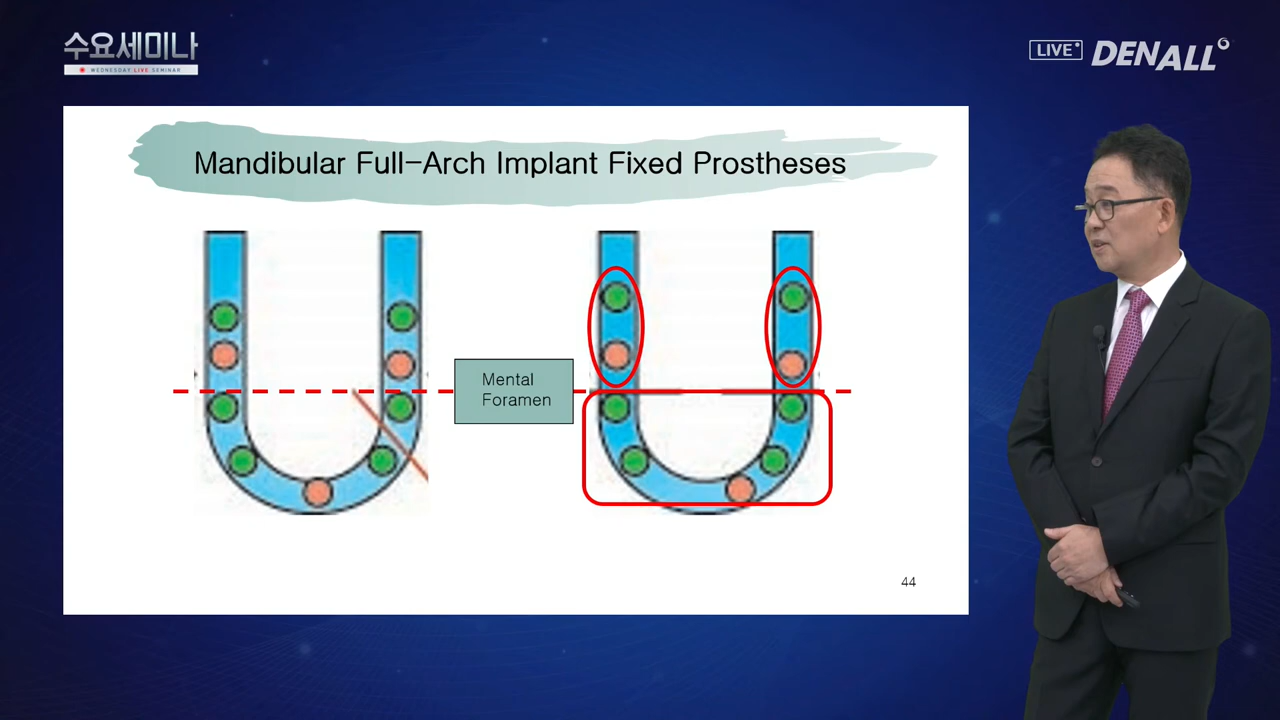 수요세미나
WEDNESDAY LIVE SEMINAR
LIVE
DENALL
Mandibular Full-Arch Implant Fixed Prostheses
Mental
Foramen
44